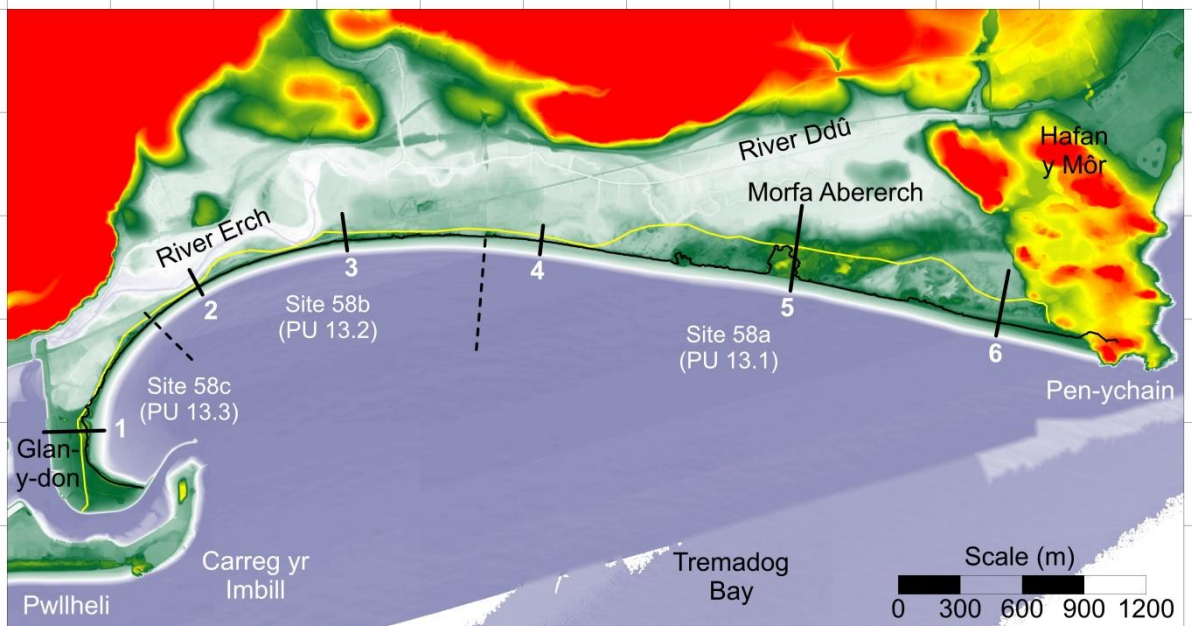 Hafan
y Môr
River Ddû
Morfa Abererch
River Erch
3
4
2
5
Site 58b
(PU 13.2)
Site 58a
(PU 13.1)
6
Site 58c
(PU 13.3)
Pen-ychain
1
Glan-
y-don
Carreg yr
Imbill
Tremadog
Bay
Scale (m)
0 300 600 900 1200
Pwllheli